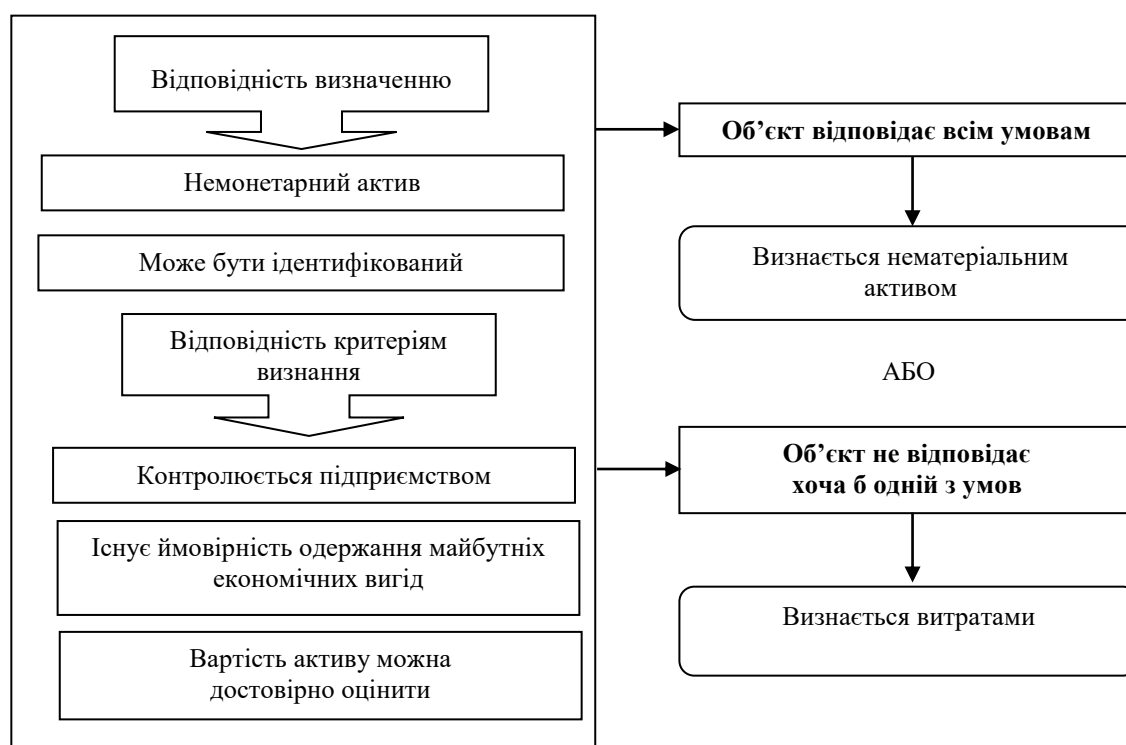 Відповідність визначенню
Немонетарний актив
Може бути ідентифікований
Відповідність критеріям
визнання
Контролюється підприємством
Існує ймовірність одержання майбутніх
економічних вигід
Вартість активу можна
достовірно оцінити
Об’єкт відповідає всім умовам
Визнається нематеріальним
активом
АБО
Об’єкт не відповідає
хоча б одній з умов
Визнається витратами